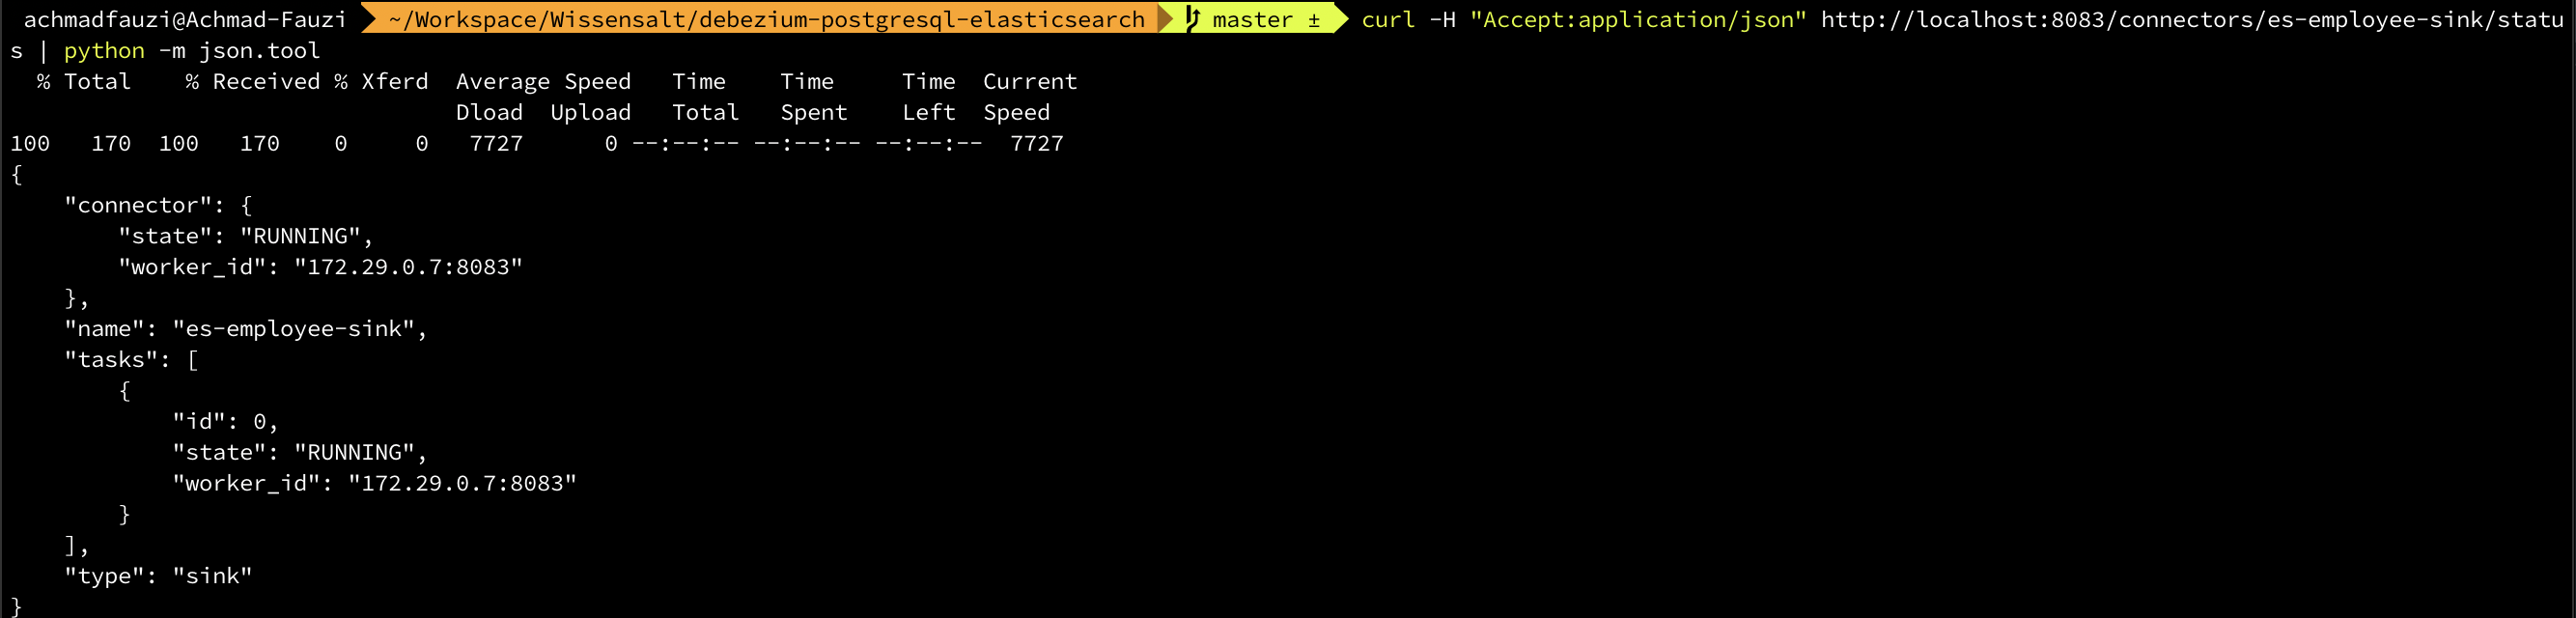 achmadfauzi@Achmad-Fauzi ~/Workspace/Wissensalt/debezium-postgresql-elasticsearch master ± curl -H "Accept:application/json" http://localhost:8083/connectors/es-employee-sink/statu
s | python -m json.tool
  % Total    % Received % Xferd  Average Speed   Time    Time     Time  Current
                                 Dload  Upload   Total   Spent    Left  Speed
100   170  100   170    0     0   7727      0 --:--:-- --:--:-- --:--:--  7727
{
    "connector": {
        "state": "RUNNING",
        "worker_id": "172.29.0.7:8083"
    },
    "name": "es-employee-sink",
    "tasks": [
        {
            "id": 0,
            "state": "RUNNING",
            "worker_id": "172.29.0.7:8083"
        }
    ],
    "type": "sink"
}